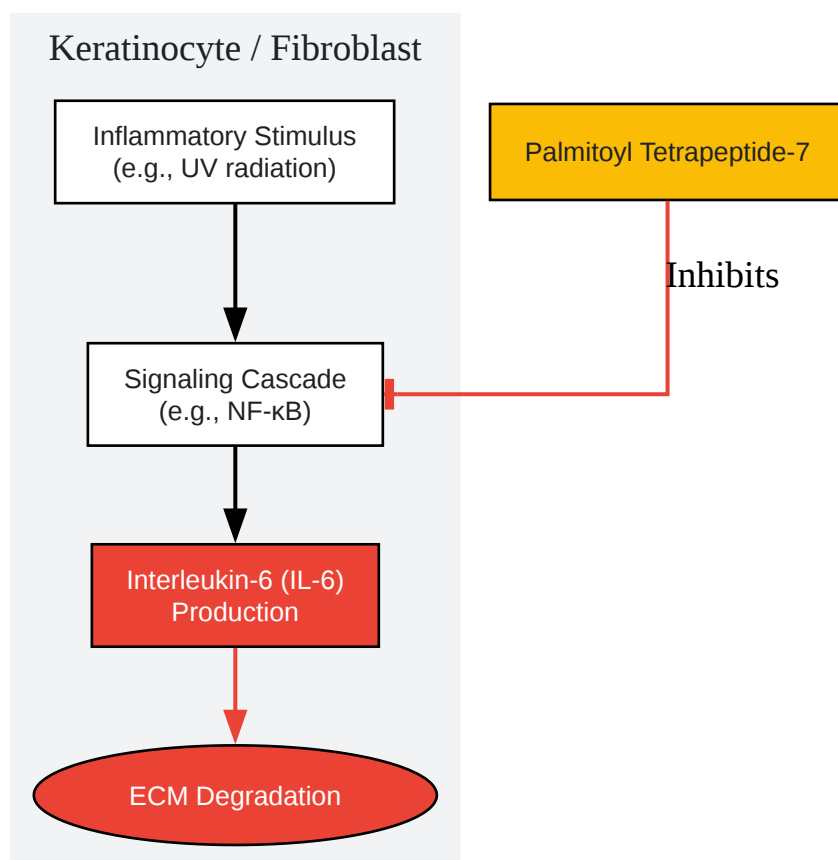 Keratinocyte / Fibroblast
Inflammatory Stimulus
(e.g., UV radiation)
Palmitoyl Tetrapeptide-7
Inhibits
Signaling Cascade
(e.g., NF-κB)
Interleukin-6 (IL-6)
Production
ECM Degradation